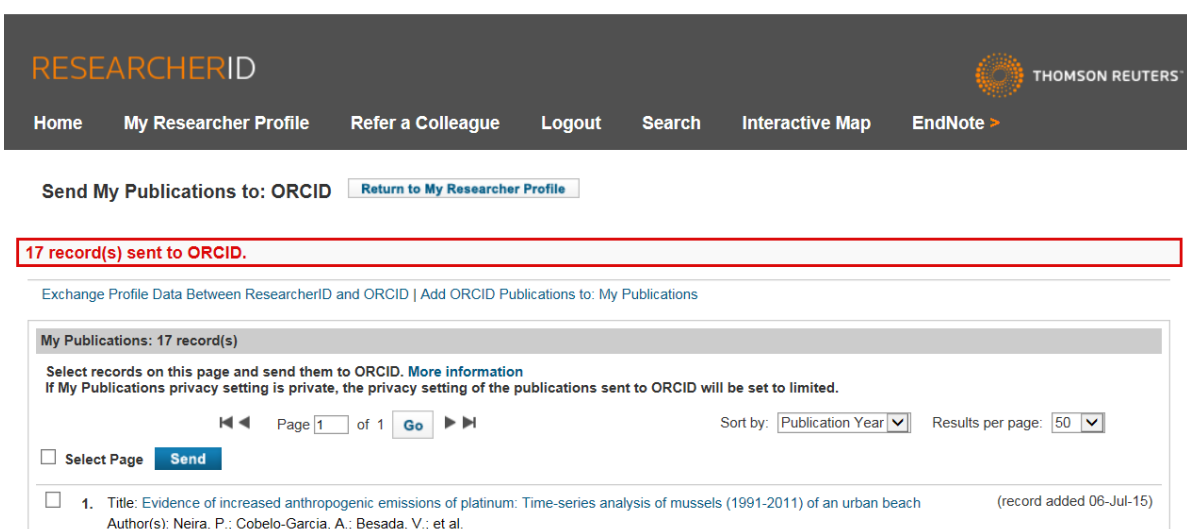 RESEARCHERID
THOMSON REUTERS™
Home My Researcher Profile Refer a Colleague Logout Search Interactive Map EndNote >
Send My Publications to: ORCID Return to My Researcher Profile
17 record(s) sent to ORCID.
Exchange Profile Data Between ResearcherID and ORCID | Add ORCID Publications to: My Publications
My Publications: 17 record(s)
Select records on this page and send them to ORCID. More information
If My Publications privacy setting is private, the privacy setting of the publications sent to ORCID will be set to limited.
Page 1 of 1 Go Sort by: Publication Year Results per page: 50
Select Page Send
1. Title: Evidence of increased anthropogenic emissions of platinum: Time-series analysis of mussels (1991-2011) of an urban beach (record added 06-Jul-15)
Author(s): Neira, P.; Cobelo-Garcia, A.; Besada, V.; et al.